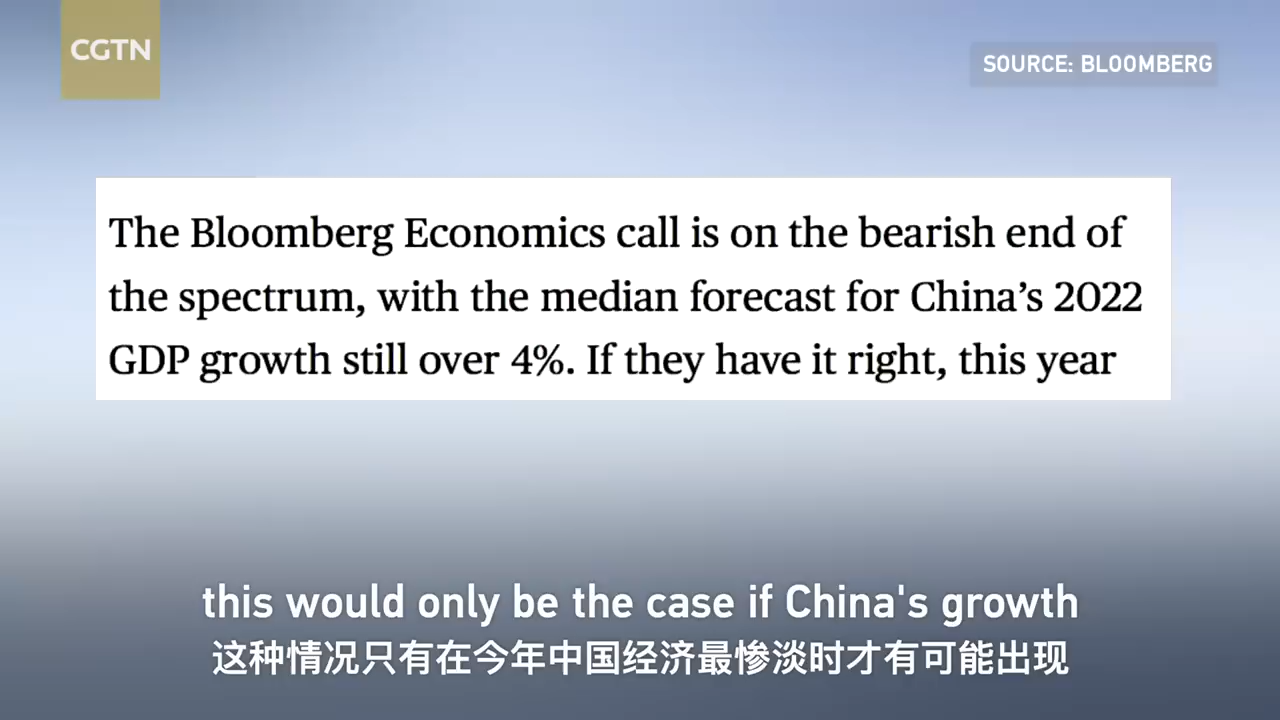 CGTN
SOURCE: BLOOMBERG
The Bloomberg Economics call is on the bearish end of
the spectrum, with the median forecast for China’s 2022
GDP growth still over 4%. If they have it right, this year
this would only be the case if China's growth
这种情况只有在今年中国经济最惨淡时才有可能出现